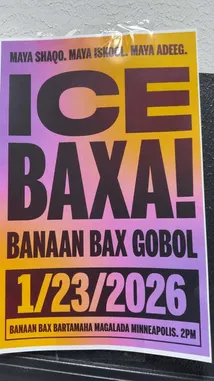 MAYA SHAQO. MAYA ISKOOL. MAYA ADEEG.
ICE
BAXA!
BANAAN BAX GOBOL
1/23/2026
BANAAN BAX BARTAMAHA MAGALADA MINNEAPOLIS. 2PM